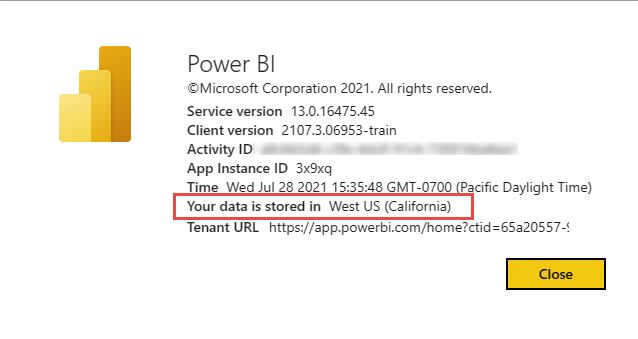 Power BI
©Microsoft Corporation 2021. All rights reserved.
Service version 13.0.16475.45
Client version 2107.3.06953-train
Activity ID
App Instance ID 3x9xq
Time Wed Jul 28 2021 15:35:48 GMT-0700 (Pacific Daylight Time)
Your data is stored in West US (California)
Tenant URL https://app.powerbi.com/home?ctid=65a20557-9
Close